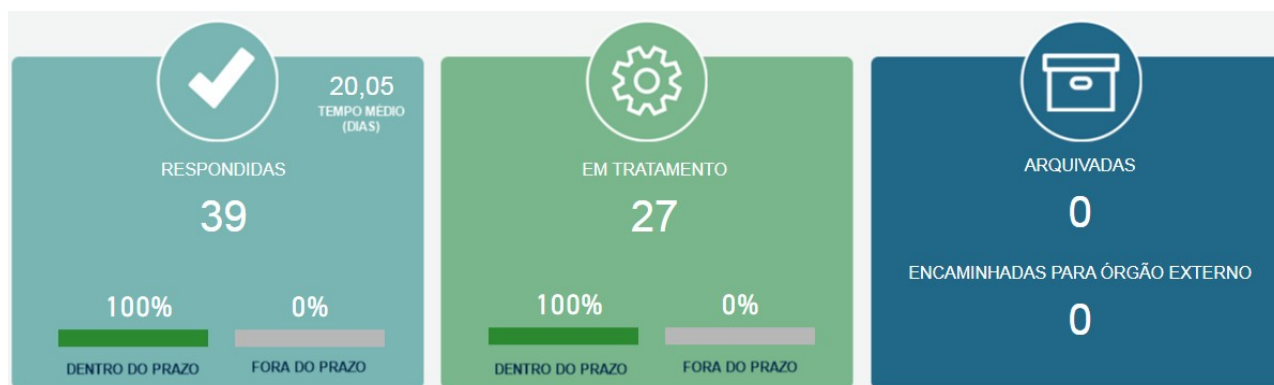 20,05
TEMPO MÉDIO
(DIAS)
RESPONDIDAS
39
100%
0%
DENTRO DO PRAZO
FORA DO PRAZO
EM TRATAMENTO
27
100%
0%
DENTRO DO PRAZO
FORA DO PRAZO
ARQUIVADAS
0
ENCAMINHADAS PARA ÓRGÃO EXTERNO
0